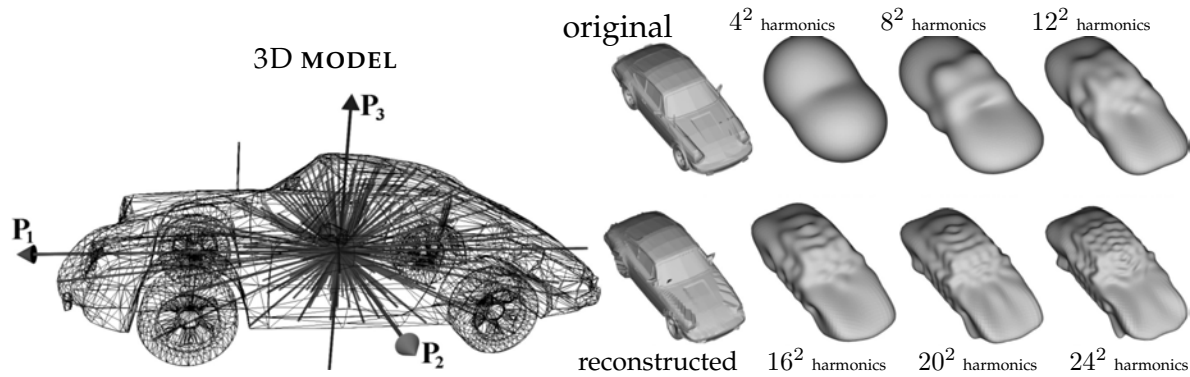 3D MODEL
P₃
P₁
P₂
original
4² harmonics
8² harmonics
12² harmonics
reconstructed
16² harmonics
20² harmonics
24² harmonics